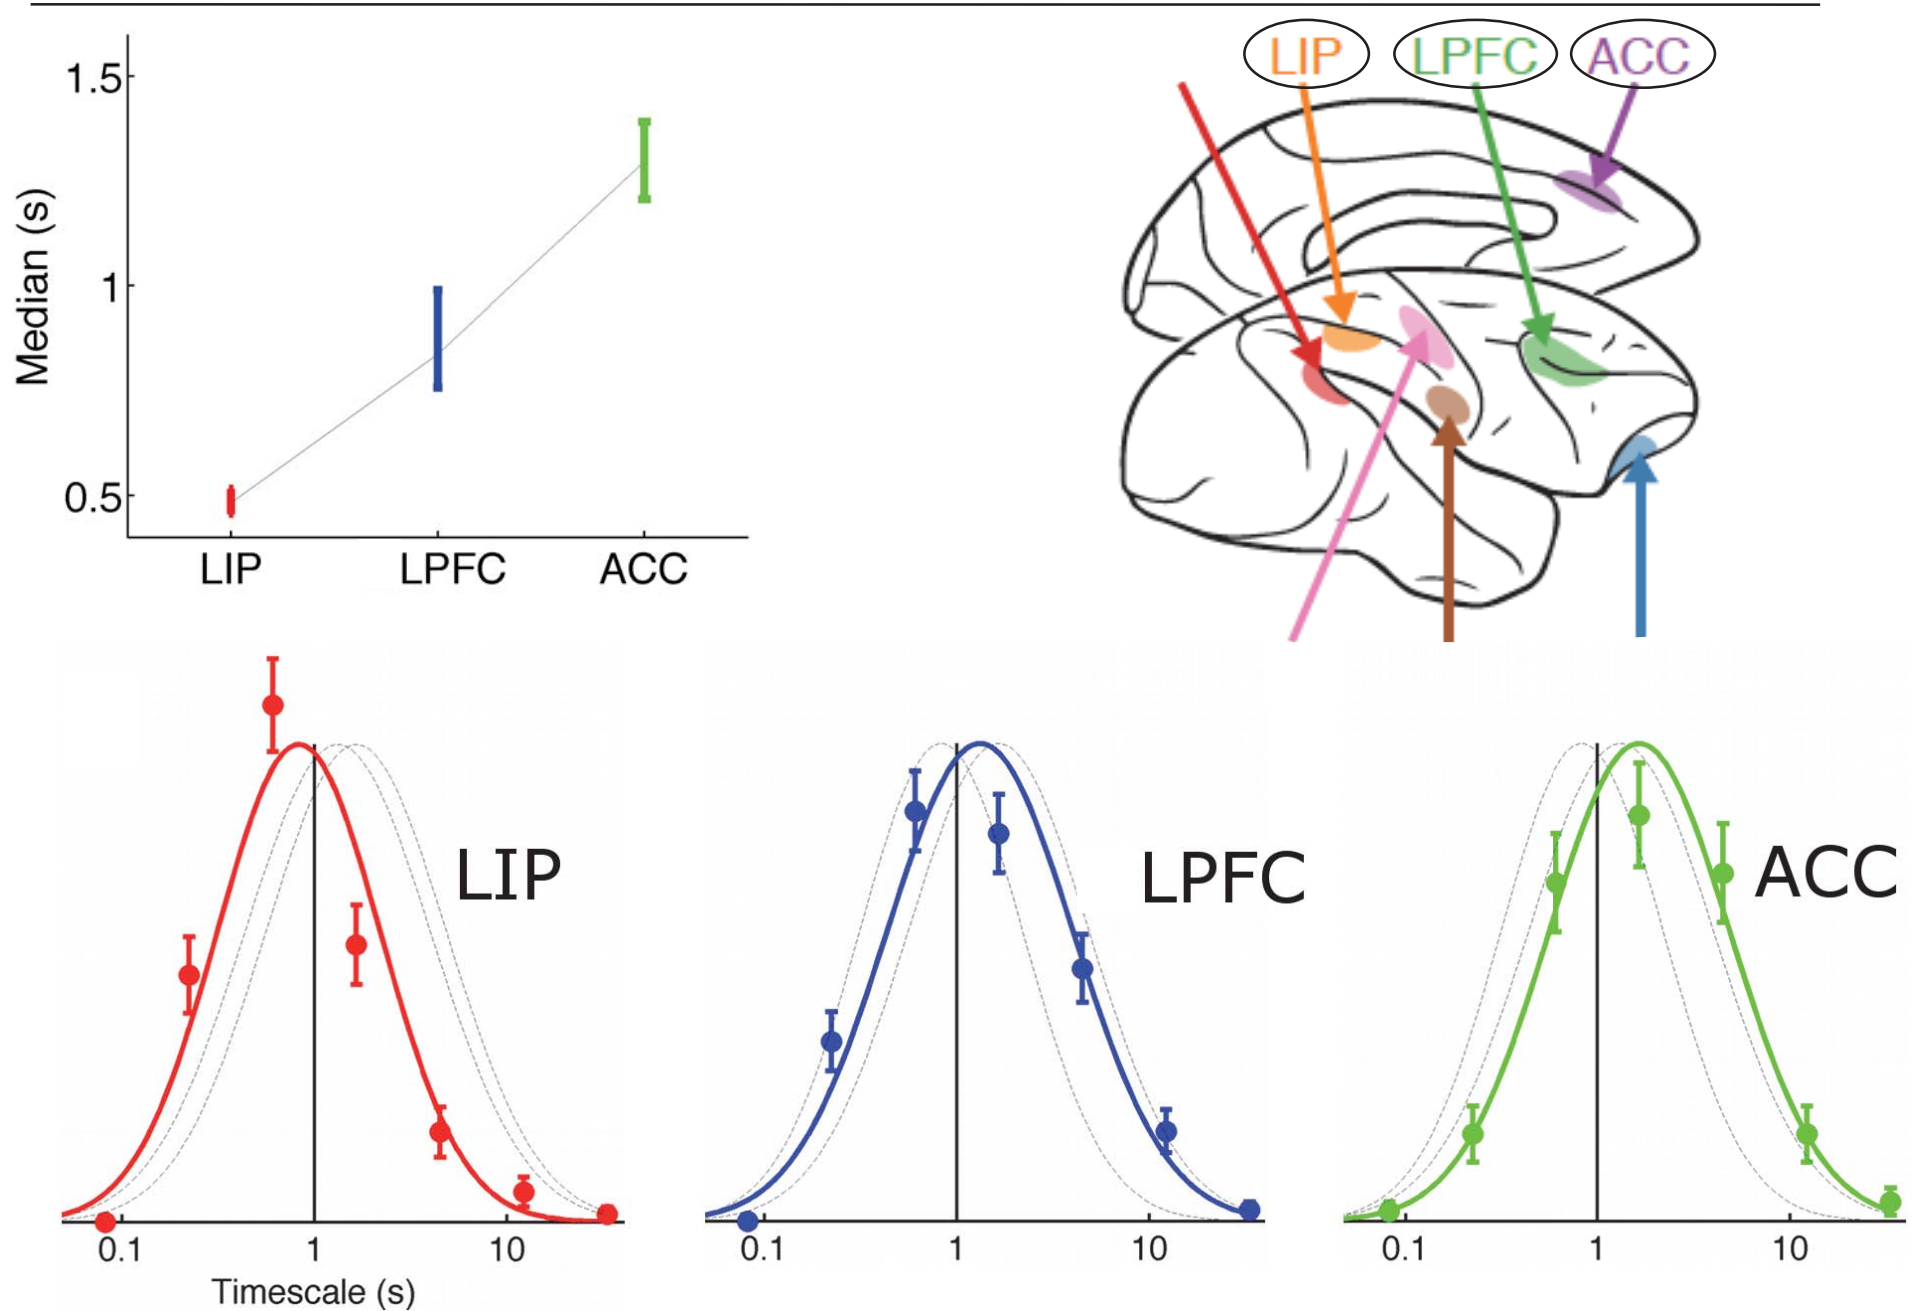 1.5
1
0.5
Median (s)
LIP LPFC ACC
LIP LPFC ACC
LIP
0.1 1 10
Timescale (s)
LPFC
0.1 1 10
ACC
0.1 1 10